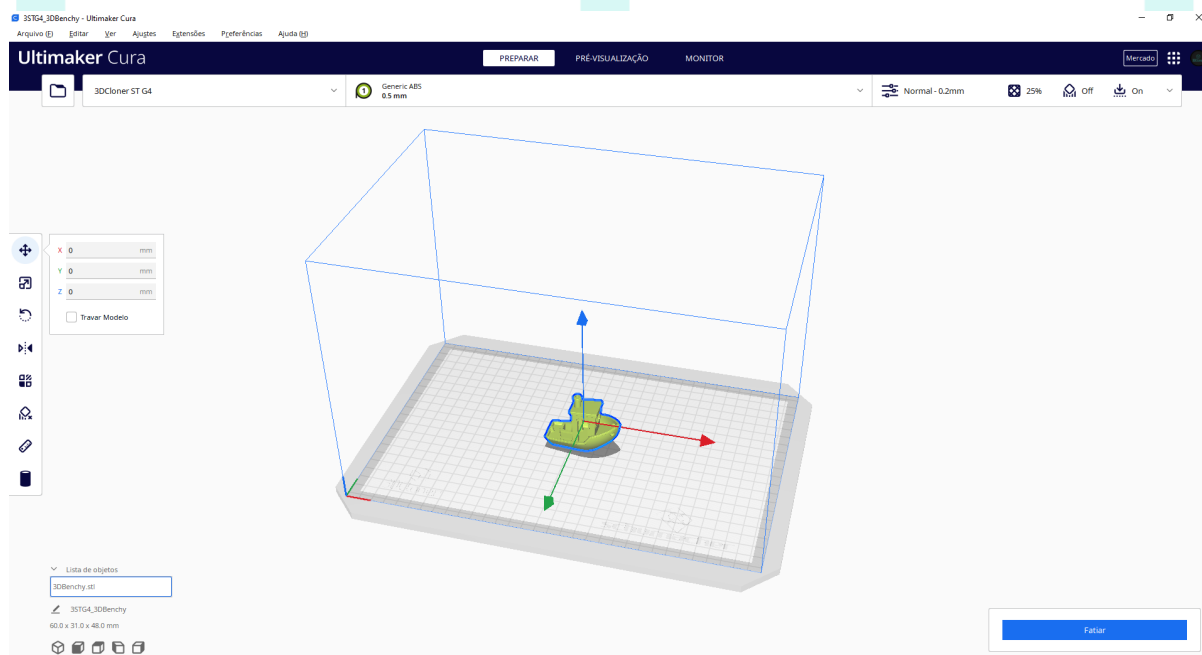 3STG4_3DBenchy - Ultimaker Cura
Arquivo (F) Editar Ver Ajustes Extensões Preferências Ajuda (H)
Ultimaker Cura PREPARAR PRÉ-VISUALIZAÇÃO MONITOR Mercado
3DCloner ST G4
1 Generic ABS
0.5 mm
Normal - 0.2mm 25% Off On
X 0 mm
Y 0 mm
Z 0 mm
Travar Modelo
Lista de objetos
3DBenchy.stl
3STG4_3DBenchy
60.0 x 31.0 x 48.0 mm
Fatiar